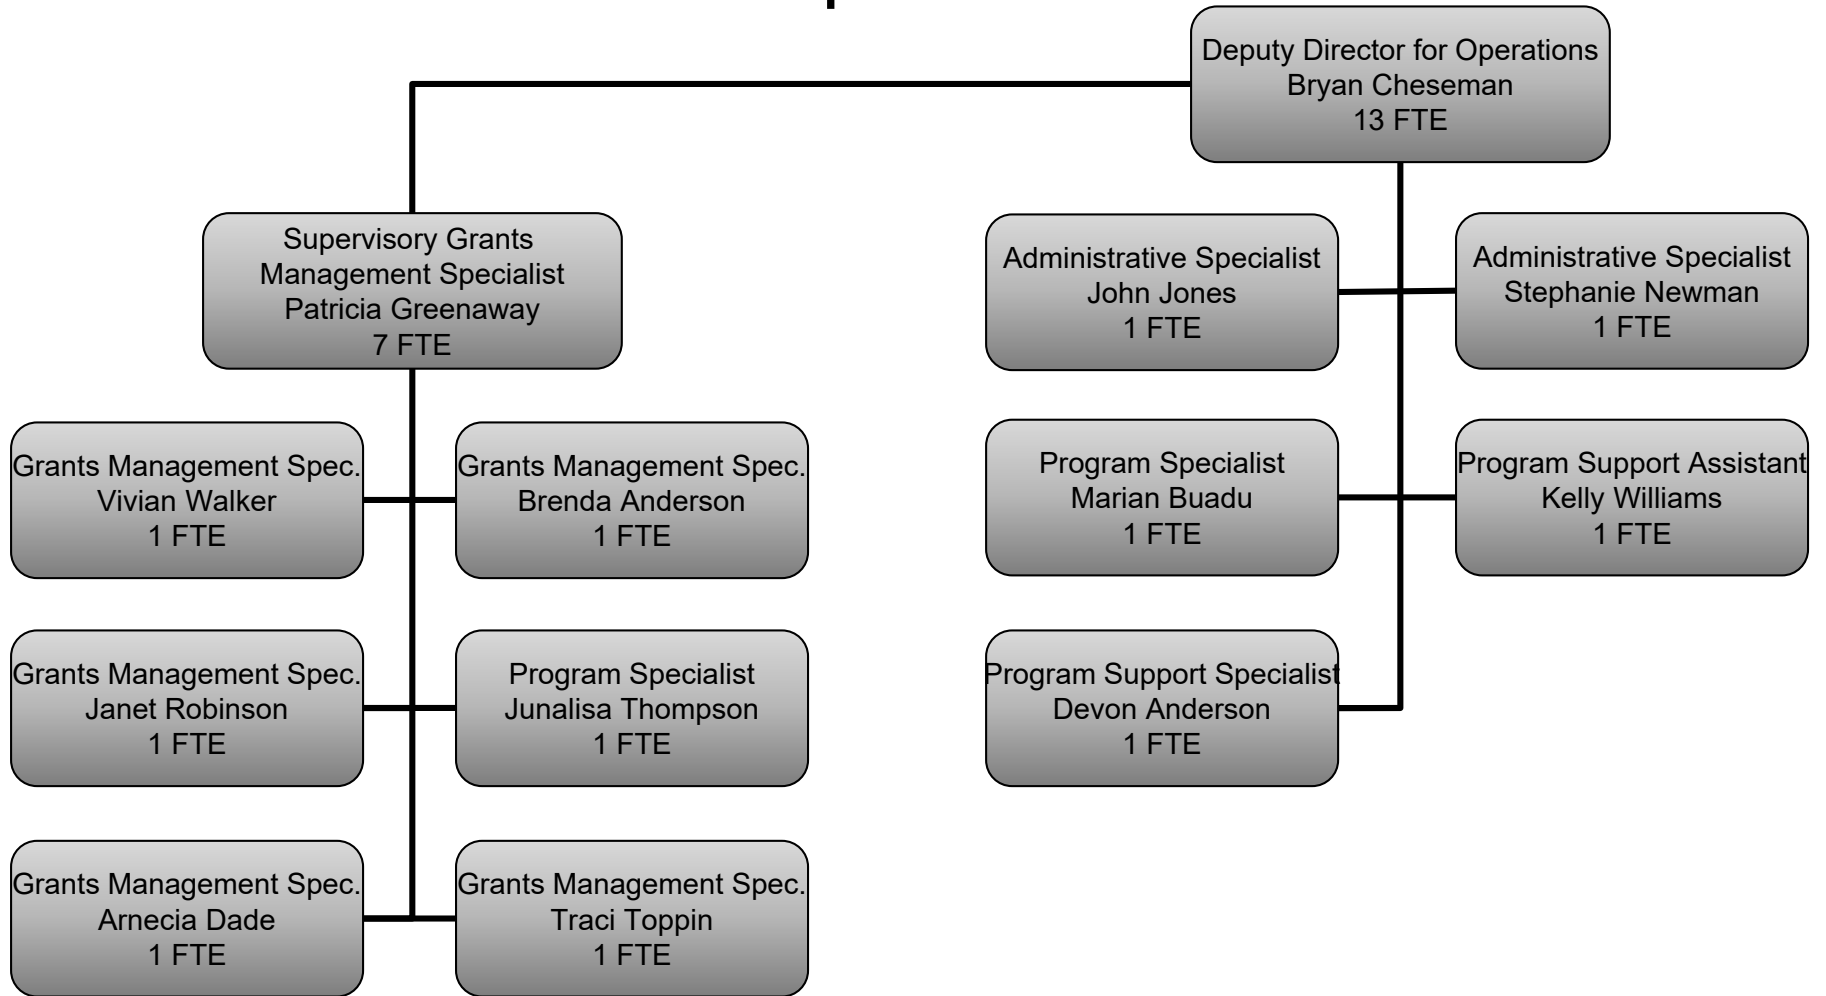 Deputy Director for Operations
Bryan Cheseman
13 FTE
Supervisory Grants
Management Specialist
Patricia Greenaway
7 FTE
Administrative Specialist
John Jones
1 FTE
Administrative Specialist
Stephanie Newman
1 FTE
Grants Management Spec.
Vivian Walker
1 FTE
Grants Management Spec.
Brenda Anderson
1 FTE
Program Specialist
Marian Buadu
1 FTE
Program Support Assistant
Kelly Williams
1 FTE
Grants Management Spec.
Janet Robinson
1 FTE
Program Specialist
Junalisa Thompson
1 FTE
Program Support Specialist
Devon Anderson
1 FTE
Grants Management Spec.
Arnecia Dade
1 FTE
Grants Management Spec.
Traci Toppin
1 FTE